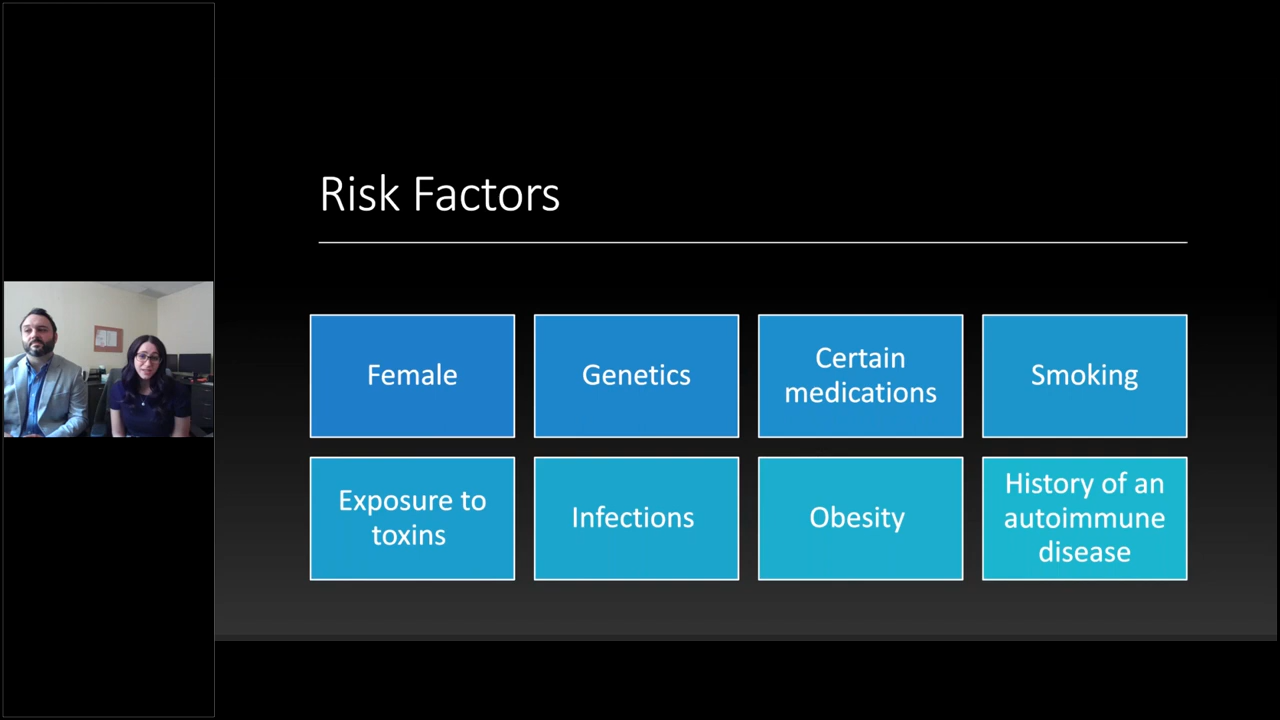 Risk Factors
Female
Genetics
Certain
medications
Smoking
Exposure to
toxins
Infections
Obesity
History of an
autoimmune
disease